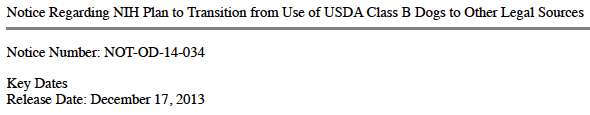 Notice Regarding NIH Plan to Transition from Use of USDA Class B Dogs to Other Legal Sources
Notice Number: NOT-OD-14-034
Key Dates
Release Date: December 17, 2013